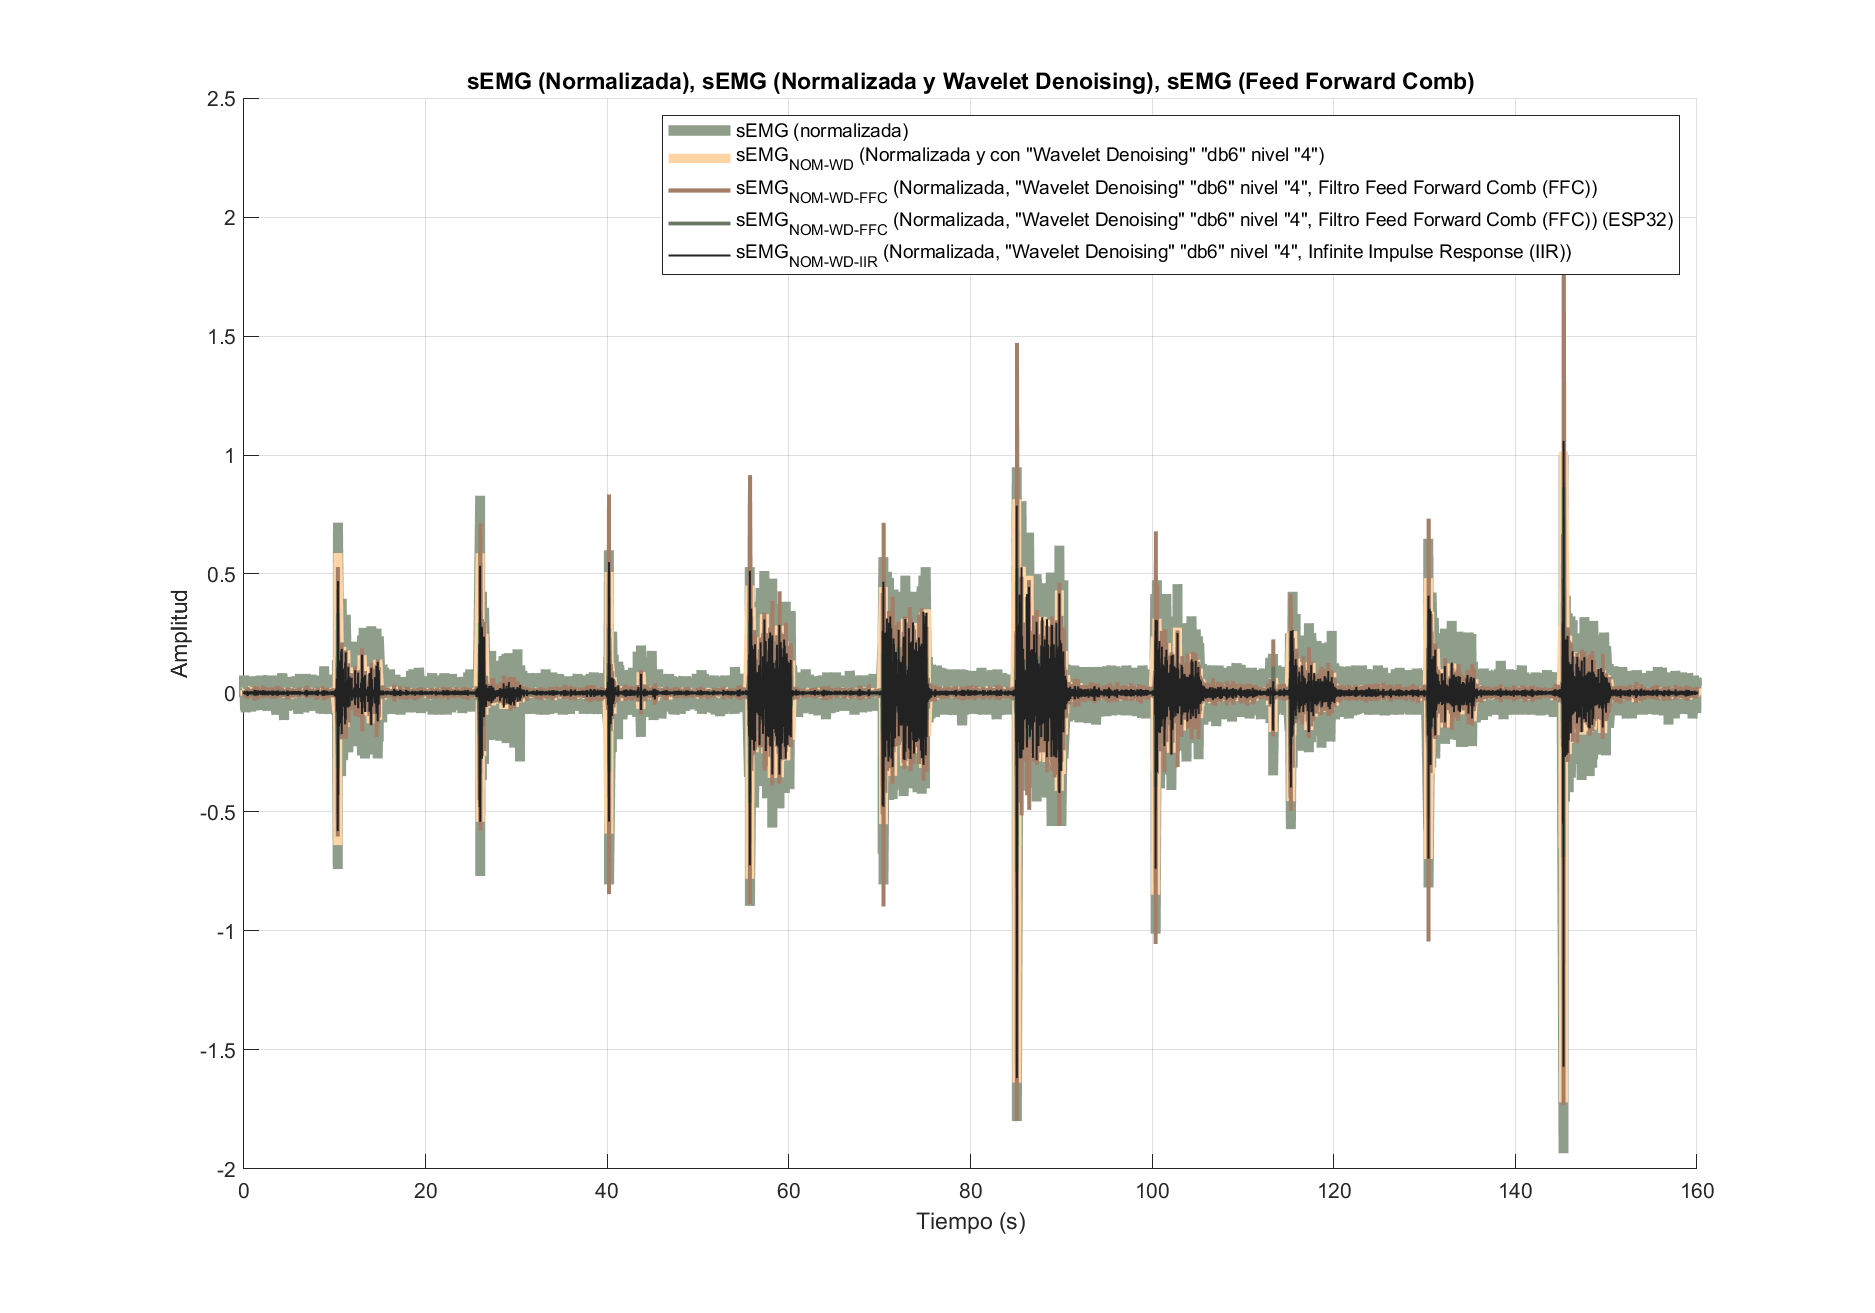 sEMG (Normalizada), sEMG (Normalizada y Wavelet Denoising), sEMG (Feed Forward Comb)
sEMG (normalizada)
sEMG_NOM-WD (Normalizada y con "Wavelet Denoising" "db6" nivel "4")
sEMG_NOM-WD-FFC (Normalizada, "Wavelet Denoising" "db6" nivel "4", Filtro Feed Forward Comb (FFC))
sEMG_NOM-WD-FFC (Normalizada, "Wavelet Denoising" "db6" nivel "4", Filtro Feed Forward Comb (FFC)) (ESP32)
sEMG_NOM-WD-IIR (Normalizada, "Wavelet Denoising" "db6" nivel "4", Infinite Impulse Response (IIR))
2.5
2
1.5
1
0.5
0
-0.5
-1
-1.5
-2
Amplitud
0 20 40 60 80 100 120 140 160
Tiempo (s)